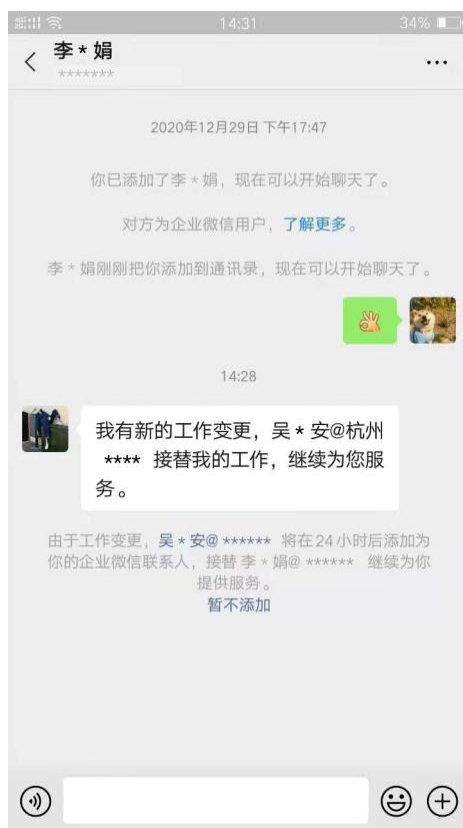 14:31
34%
李 * 娟
*******
2020年12月29日 下午17:47
你已添加了李 * 娟，现在可以开始聊天了。
对方为企业微信用户，了解更多。
李 * 娟刚刚把你添加到通讯录，现在可以开始聊天了。
14:28
我有新的工作变更，吴 * 安@杭州
**** 接替我的工作，继续为您服
务。
由于工作变更，吴 * 安@ ****** 将在24小时后添加为
你的企业微信联系人，接替 李 * 娟@ ****** 继续为你
提供服务。
暂不添加